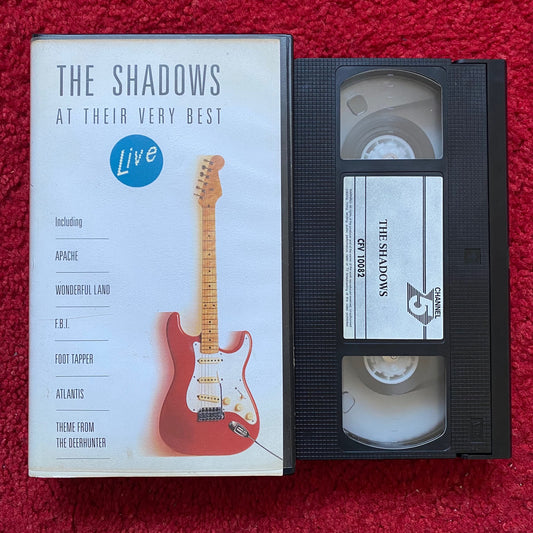 THE SHADOWS
AT THEIR VERY BEST
Live
Including
APACHE
WONDERFUL LAND
F.B.I.
FOOT TAPPER
ATLANTIS
THEME FROM
THE DEERHUNTER
CHANNEL
5
THE SHADOWS
CFV 10082